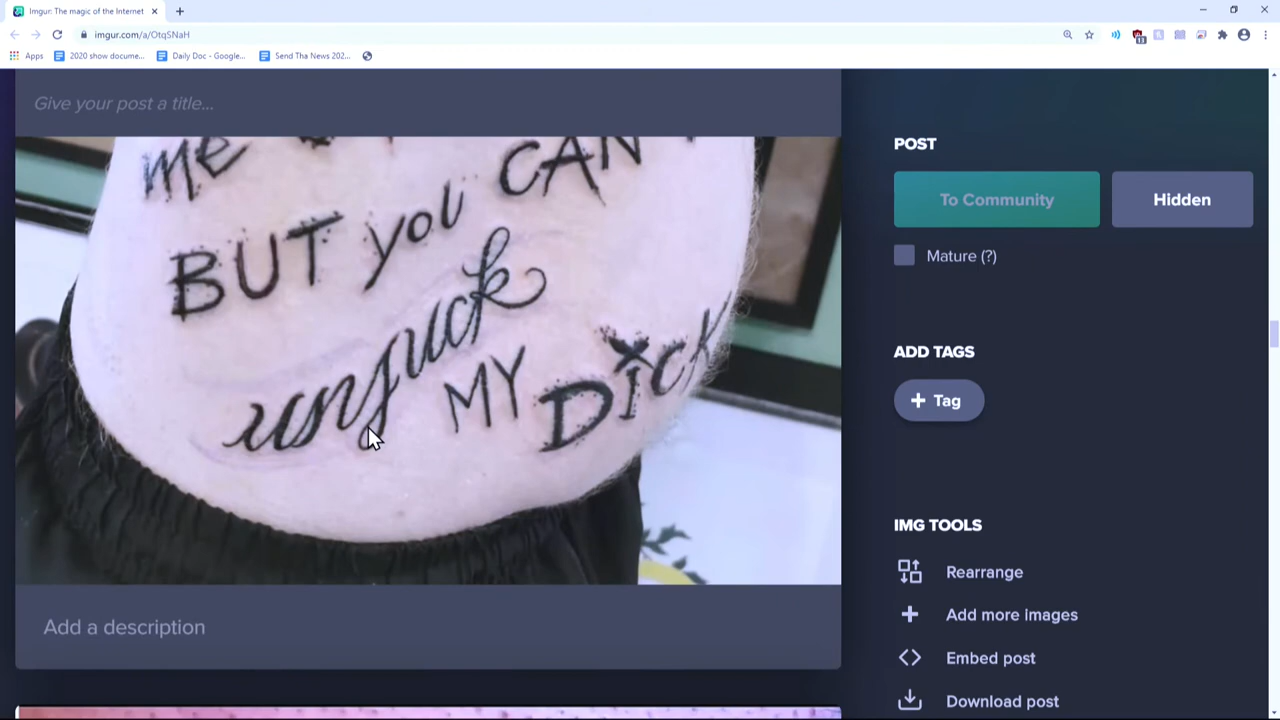 Imgur: The magic of the Internet
imgur.com/a/OtqSNaH
Apps
2020 show docume...
Daily Doc - Google...
Send Tha News 202...
Give your post a title...
ME
CAN
BUT you
unfuck
MY DiCK
Add a description
POST
To Community
Hidden
Mature (?)
ADD TAGS
+ Tag
IMG TOOLS
Rearrange
Add more images
Embed post
Download post